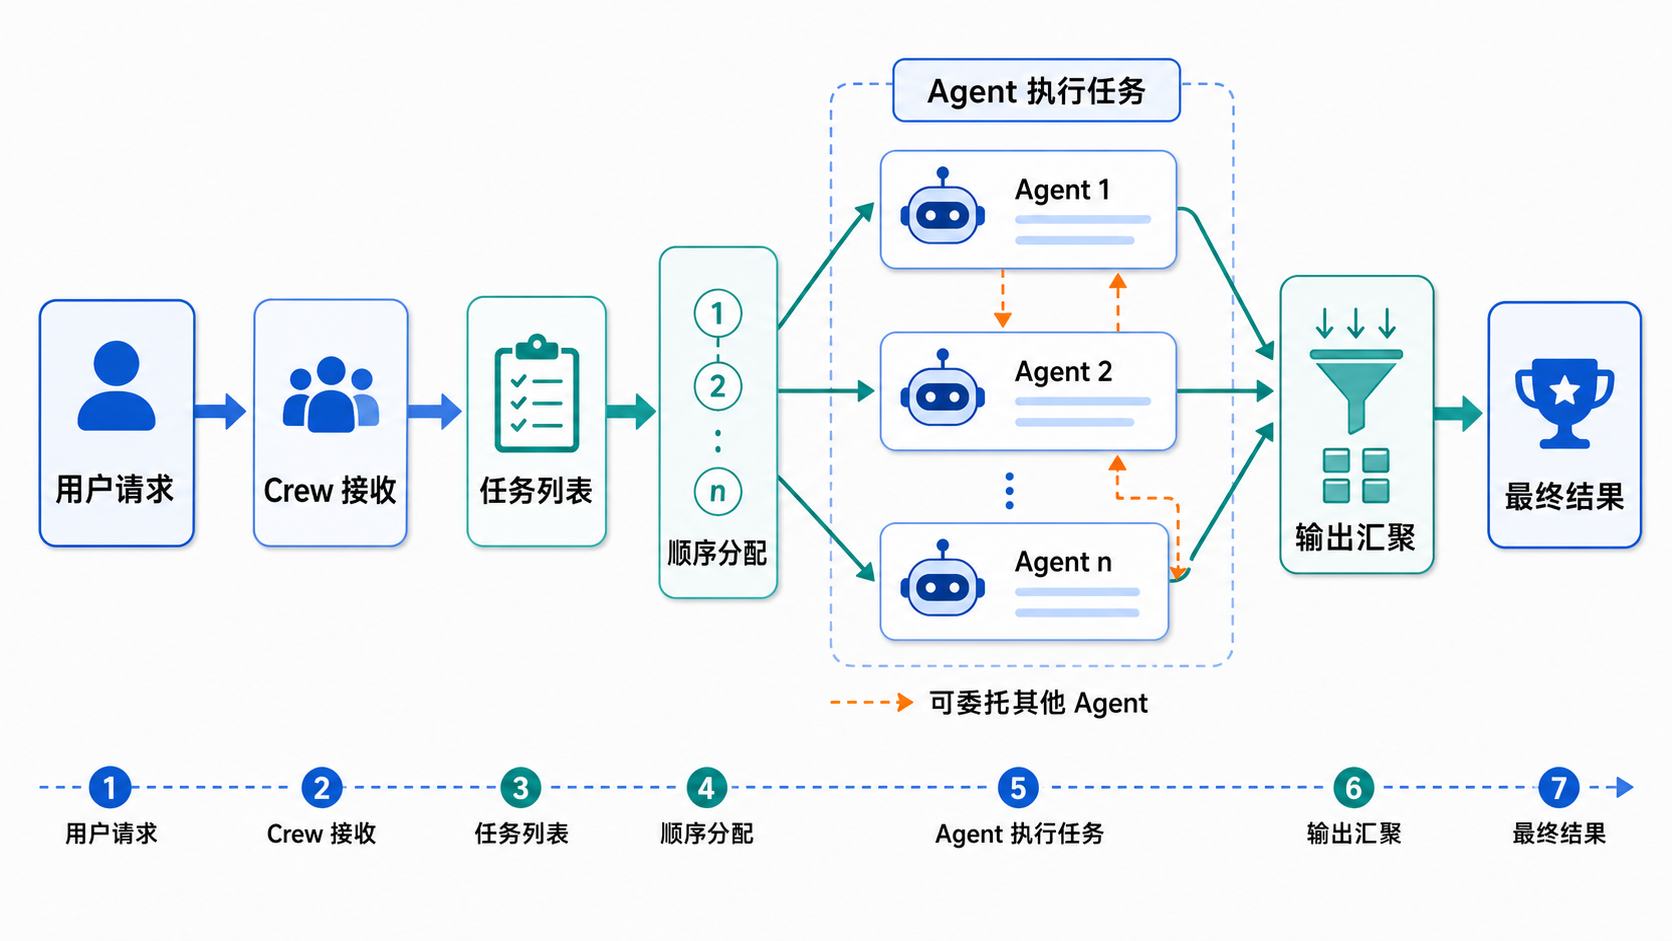 Agent 执行任务
Agent 1
用户请求
Crew 接收
任务列表
1
2
n
顺序分配
Agent 2
Agent n
输出汇聚
最终结果
可委托其他 Agent
1
2
3
4
5
6
7
用户请求
Crew 接收
任务列表
顺序分配
Agent 执行任务
输出汇聚
最终结果